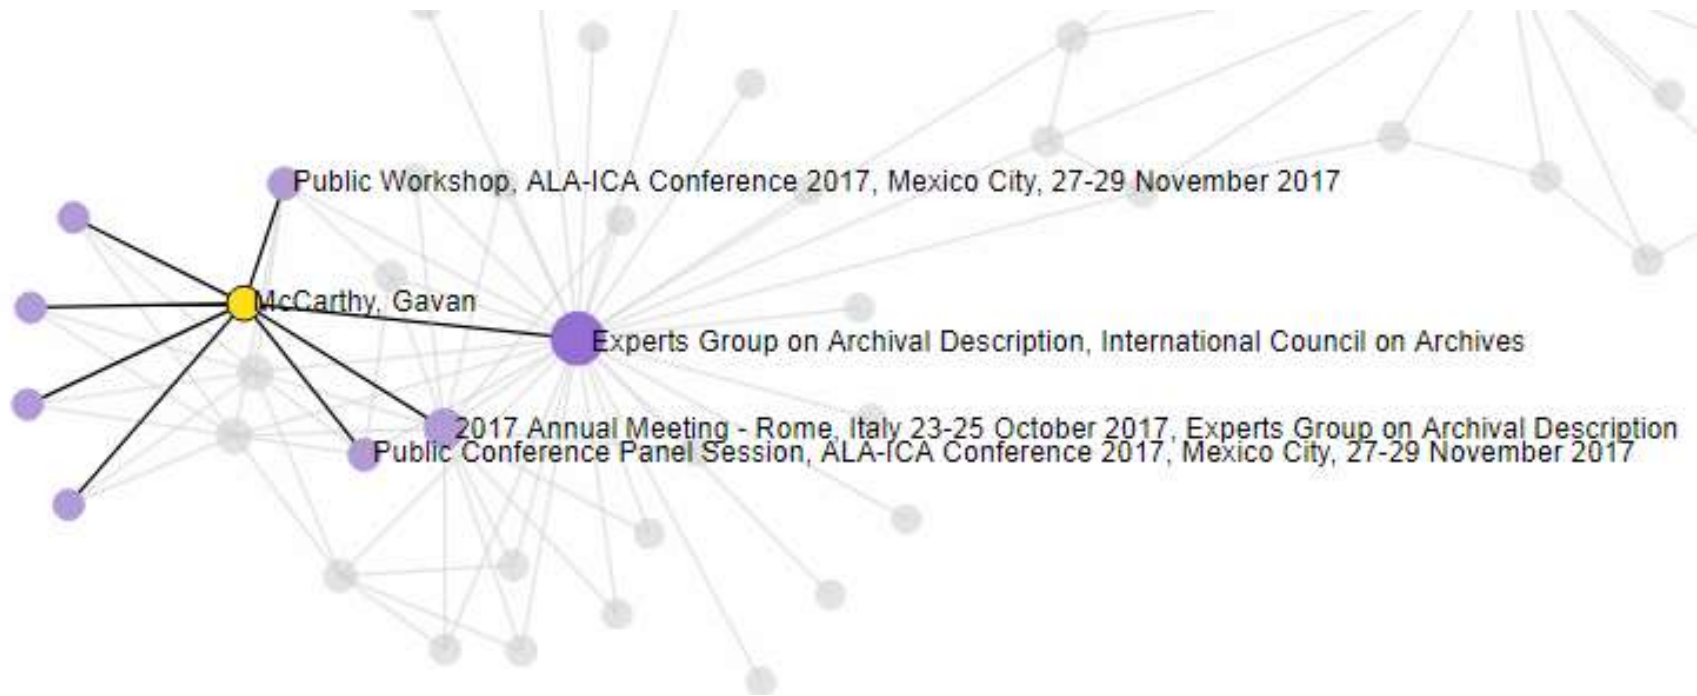 Public Workshop, ALA-ICA Conference 2017, Mexico City, 27-29 November 2017
McCarthy, Gavan
Experts Group on Archival Description, International Council on Archives
2017 Annual Meeting - Rome, Italy 23-25 October 2017, Experts Group on Archival Description
Public Conference Panel Session, ALA-ICA Conference 2017, Mexico City, 27-29 November 2017